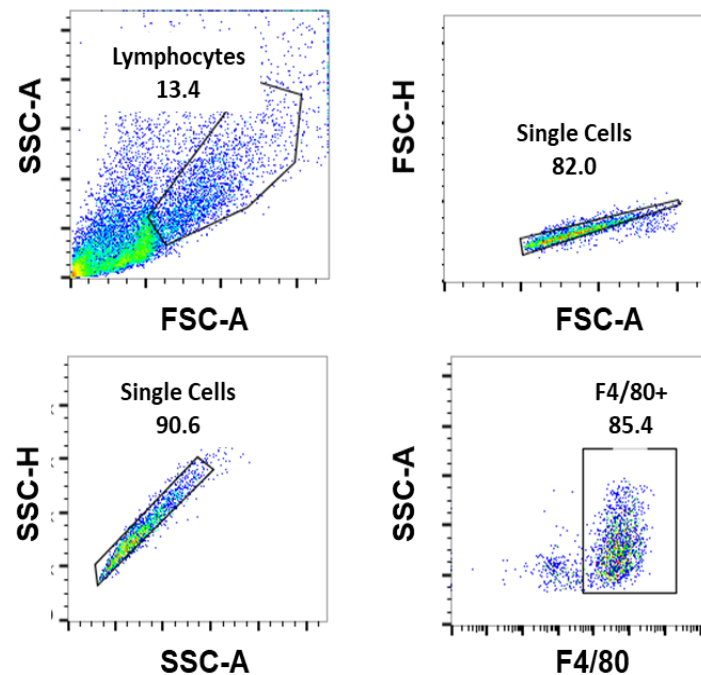 Lymphocytes
13.4
SSC-A
FSC-A
Single Cells
82.0
FSC-H
FSC-A
Single Cells
90.6
SSC-H
SSC-A
F4/80+
85.4
SSC-A
F4/80